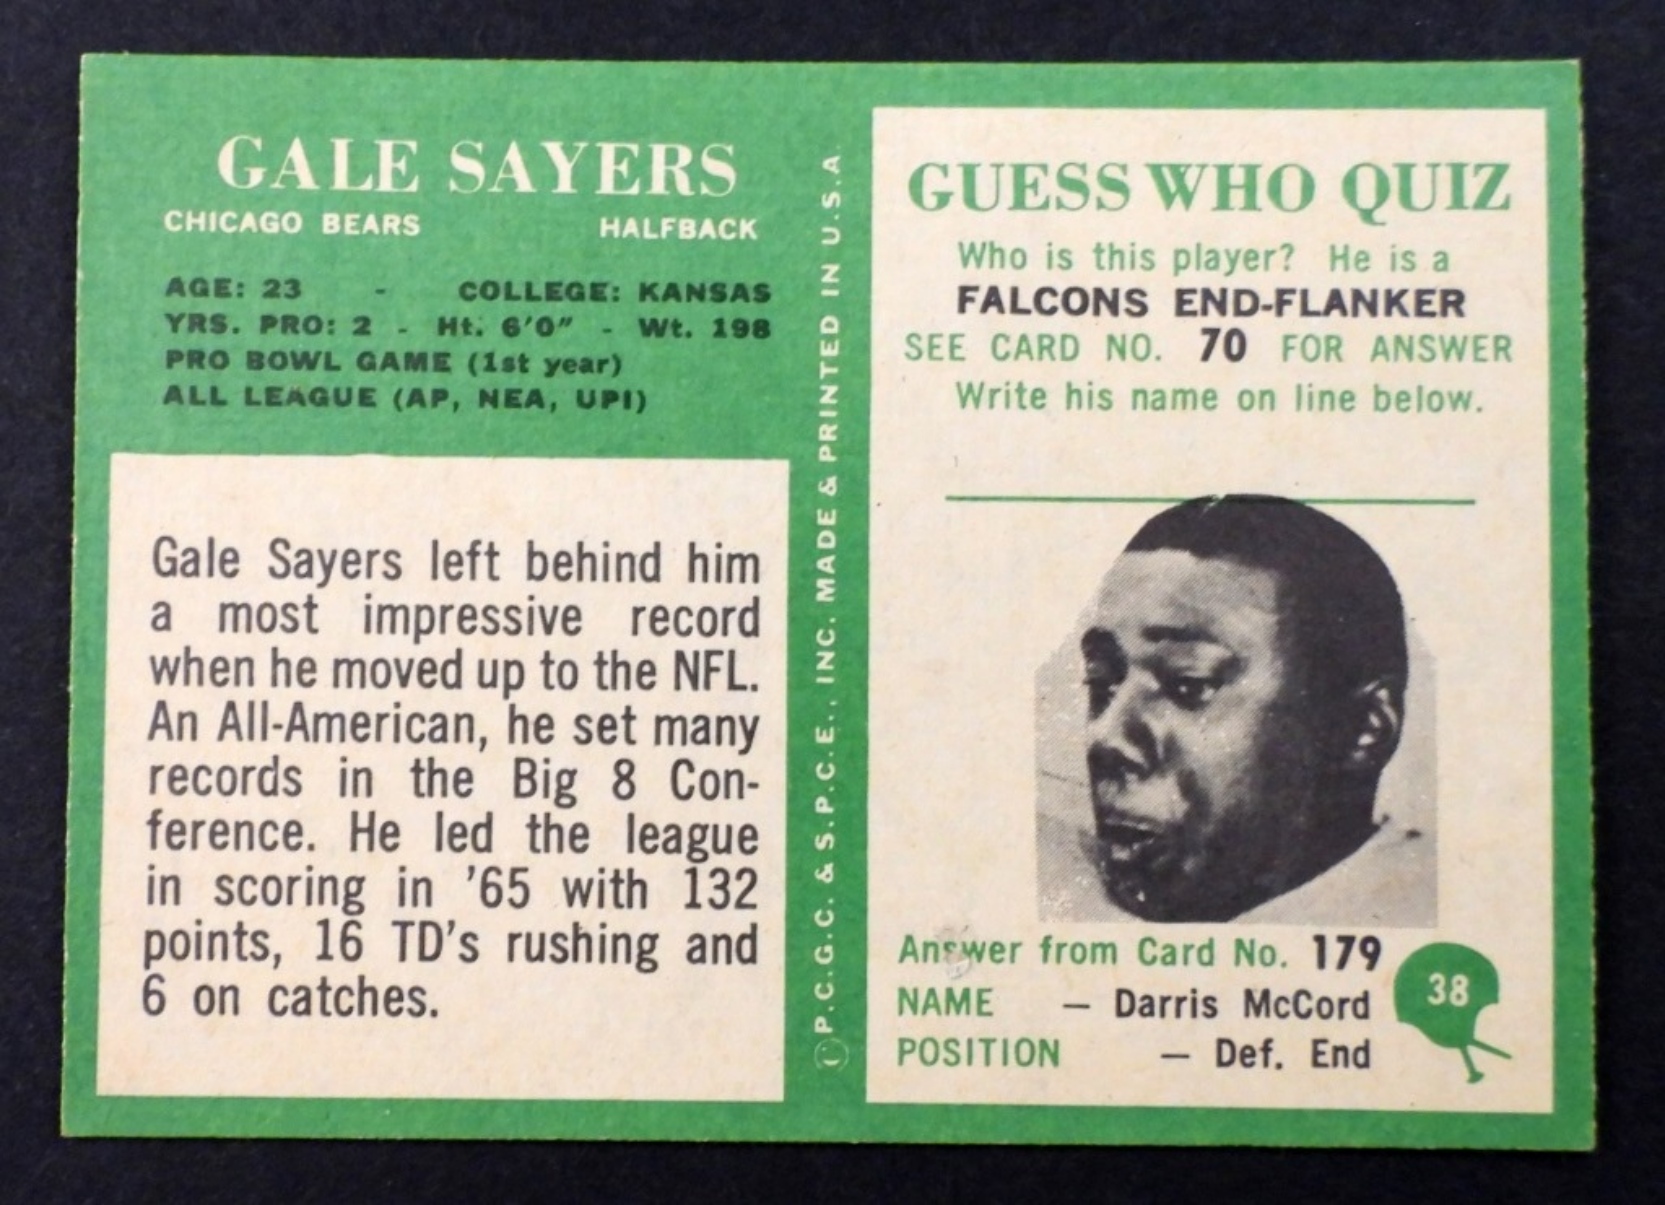 GALE SAYERS
CHICAGO BEARS HALFBACK
AGE: 23 - COLLEGE: KANSAS
YRS. PRO: 2 - Ht. 6'0" - Wt. 198
PRO BOWL GAME (1st year)
ALL LEAGUE (AP, NEA, UPI)
Gale Sayers left behind him
a most impressive record
when he moved up to the NFL.
An All-American, he set many
records in the Big 8 Con-
ference. He led the league
in scoring in '65 with 132
points, 16 TD's rushing and
6 on catches.
© P.C.G.C. & S.P.C.E., INC. MADE & PRINTED IN U.S.A.
GUESS WHO QUIZ
Who is this player? He is a
FALCONS END-FLANKER
SEE CARD NO. 70 FOR ANSWER
Write his name on line below.
Answer from Card No. 179
NAME — Darris McCord
POSITION — Def. End
38